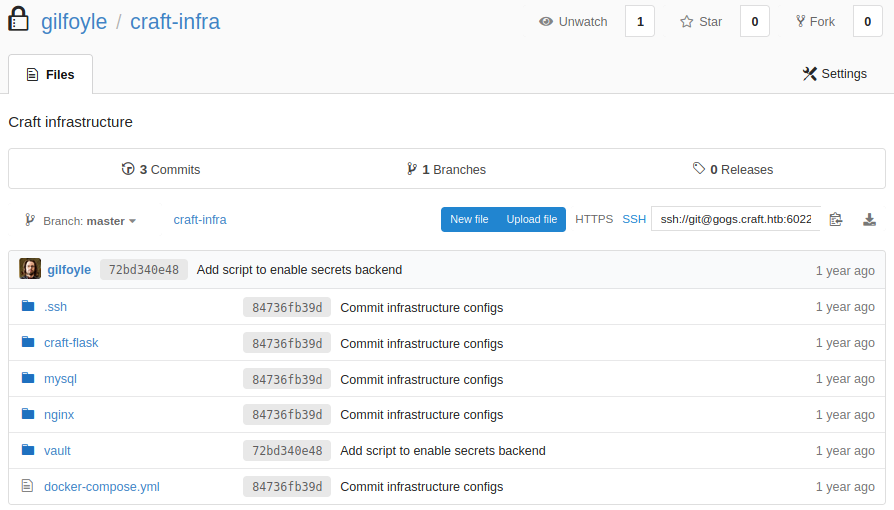 gilfoyle / craft-infra
Unwatch 1 Star 0 Fork 0
Files Settings
Craft infrastructure
3 Commits 1 Branches 0 Releases
Branch: master craft-infra New file Upload file HTTPS SSH ssh://git@gogs.craft.htb:6022
gilfoyle 72bd340e48 Add script to enable secrets backend 1 year ago
.ssh 84736fb39d Commit infrastructure configs 1 year ago
craft-flask 84736fb39d Commit infrastructure configs 1 year ago
mysql 84736fb39d Commit infrastructure configs 1 year ago
nginx 84736fb39d Commit infrastructure configs 1 year ago
vault 72bd340e48 Add script to enable secrets backend 1 year ago
docker-compose.yml 84736fb39d Commit infrastructure configs 1 year ago